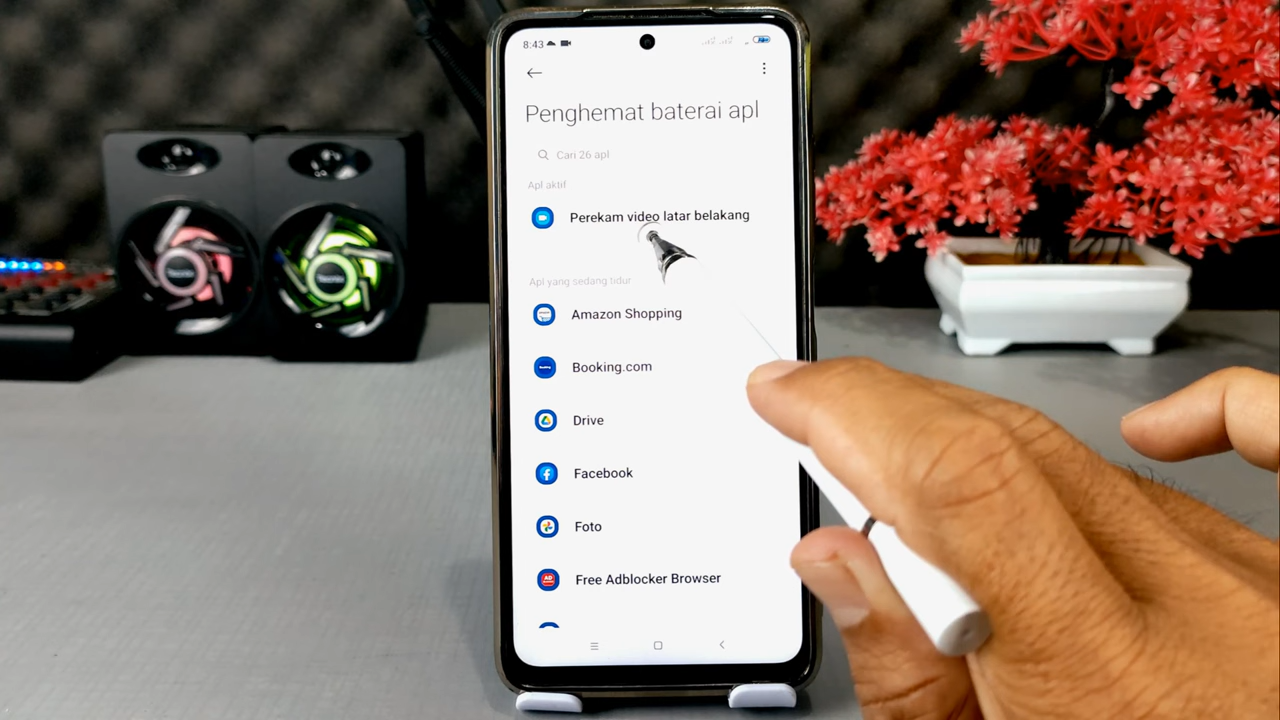 8:43
Penghemat baterai apl
Cari 26 apl
Apl aktif
Perekam video latar belakang
Apl yang sedang tidur
Amazon Shopping
Booking.com
Drive
Facebook
Foto
Free Adblocker Browser